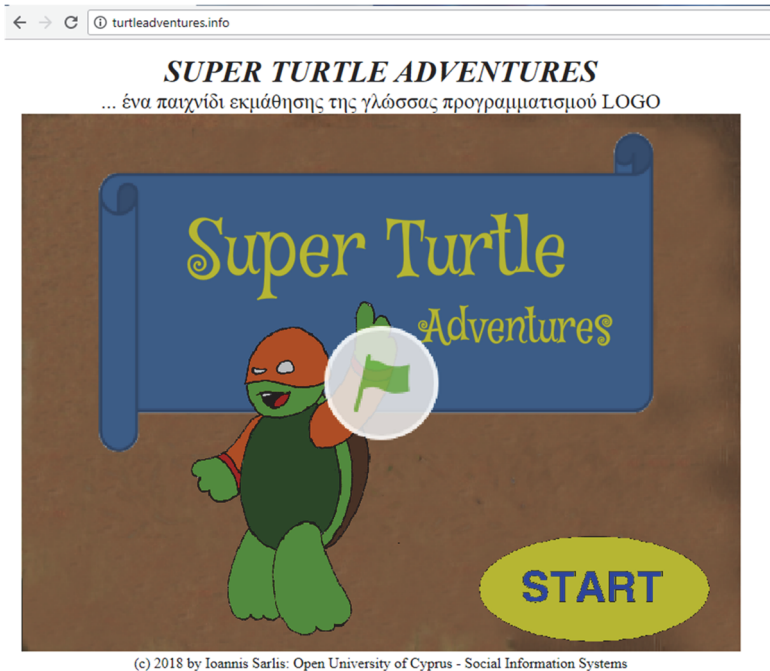 turtleadventures.info
SUPER TURTLE ADVENTURES
... ένα παιχνίδι εκμάθησης της γλώσσας προγραμματισμού LOGO
Super Turtle
Adventures
START
(c) 2018 by Ioannis Sarlis: Open University of Cyprus - Social Information Systems